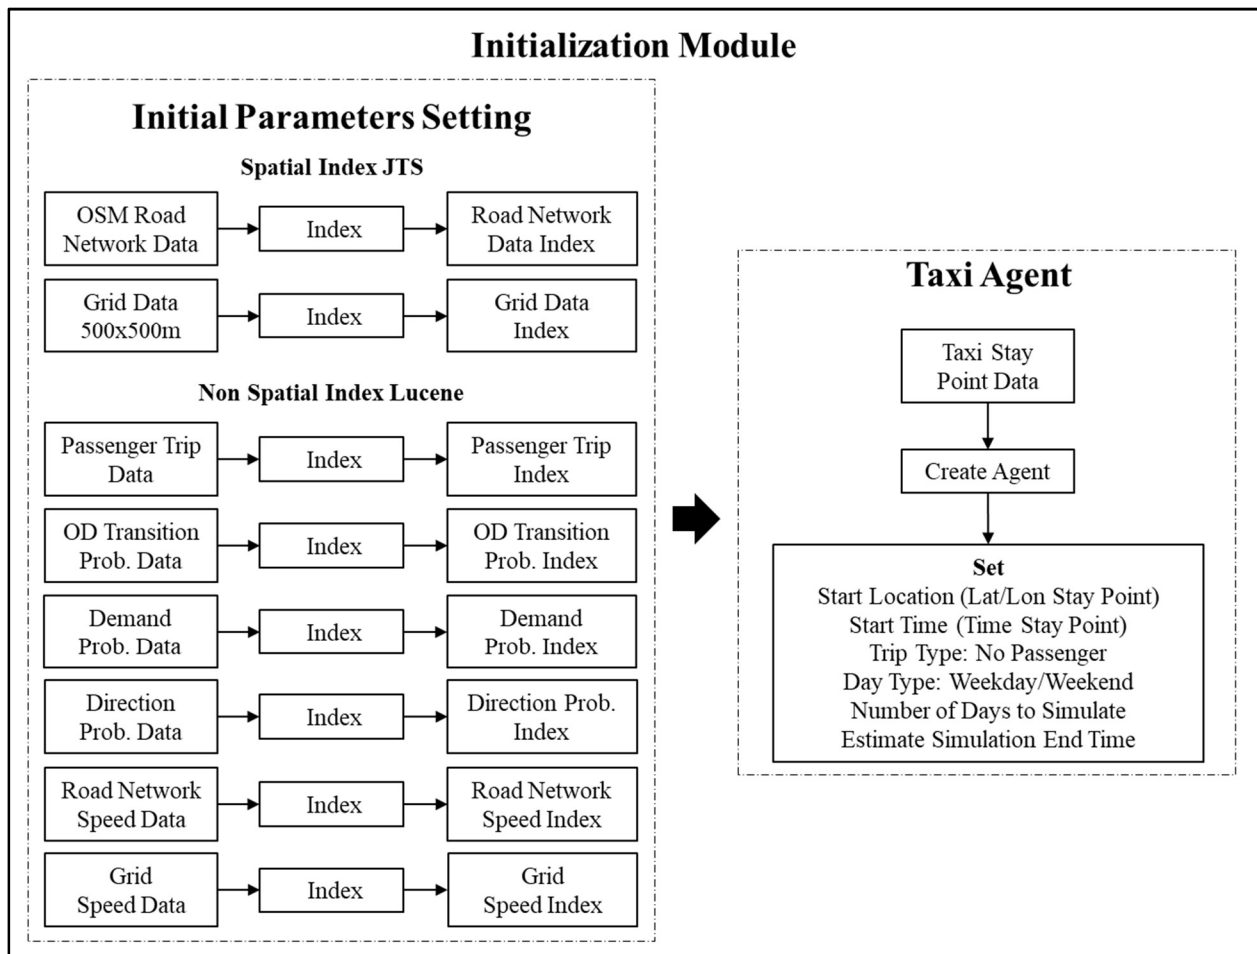 Initialization Module
Initial Parameters Setting
Spatial Index JTS
OSM Road
Network Data
Index
Road Network
Data Index
Grid Data
500x500m
Index
Grid Data
Index
Non Spatial Index Lucene
Passenger Trip
Data
Index
Passenger Trip
Index
OD Transition
Prob. Data
Index
OD Transition
Prob. Index
Demand
Prob. Data
Index
Demand
Prob. Index
Direction
Prob. Data
Index
Direction Prob.
Index
Road Network
Speed Data
Index
Road Network
Speed Index
Grid
Speed Data
Index
Grid
Speed Index
Taxi Agent
Taxi Stay
Point Data
Create Agent
Set
Start Location (Lat/Lon Stay Point)
Start Time (Time Stay Point)
Trip Type: No Passenger
Day Type: Weekday/Weekend
Number of Days to Simulate
Estimate Simulation End Time